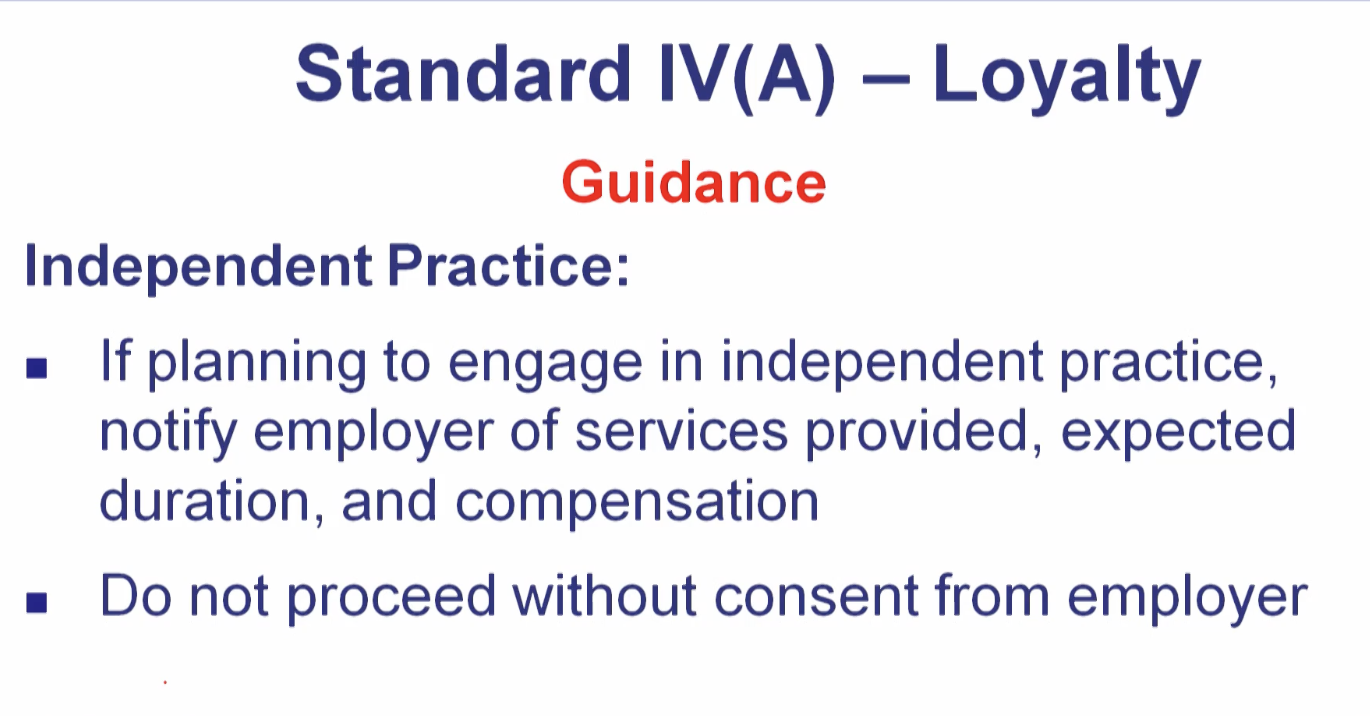 Standard IV(A) – Loyalty
Guidance
Independent Practice:
▪ If planning to engage in independent practice,
notify employer of services provided, expected
duration, and compensation
▪ Do not proceed without consent from employer